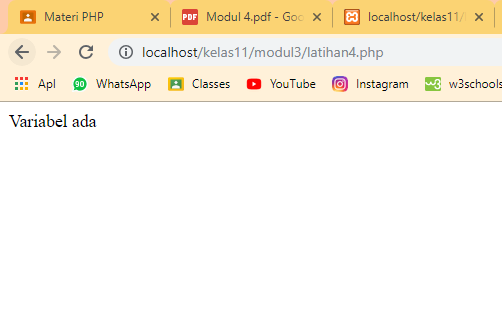 Materi PHP
Modul 4.pdf - Goo
localhost/kelas11/
localhost/kelas11/modul3/latihan4.php
Apl
WhatsApp
Classes
YouTube
Instagram
w3schools
Variabel ada